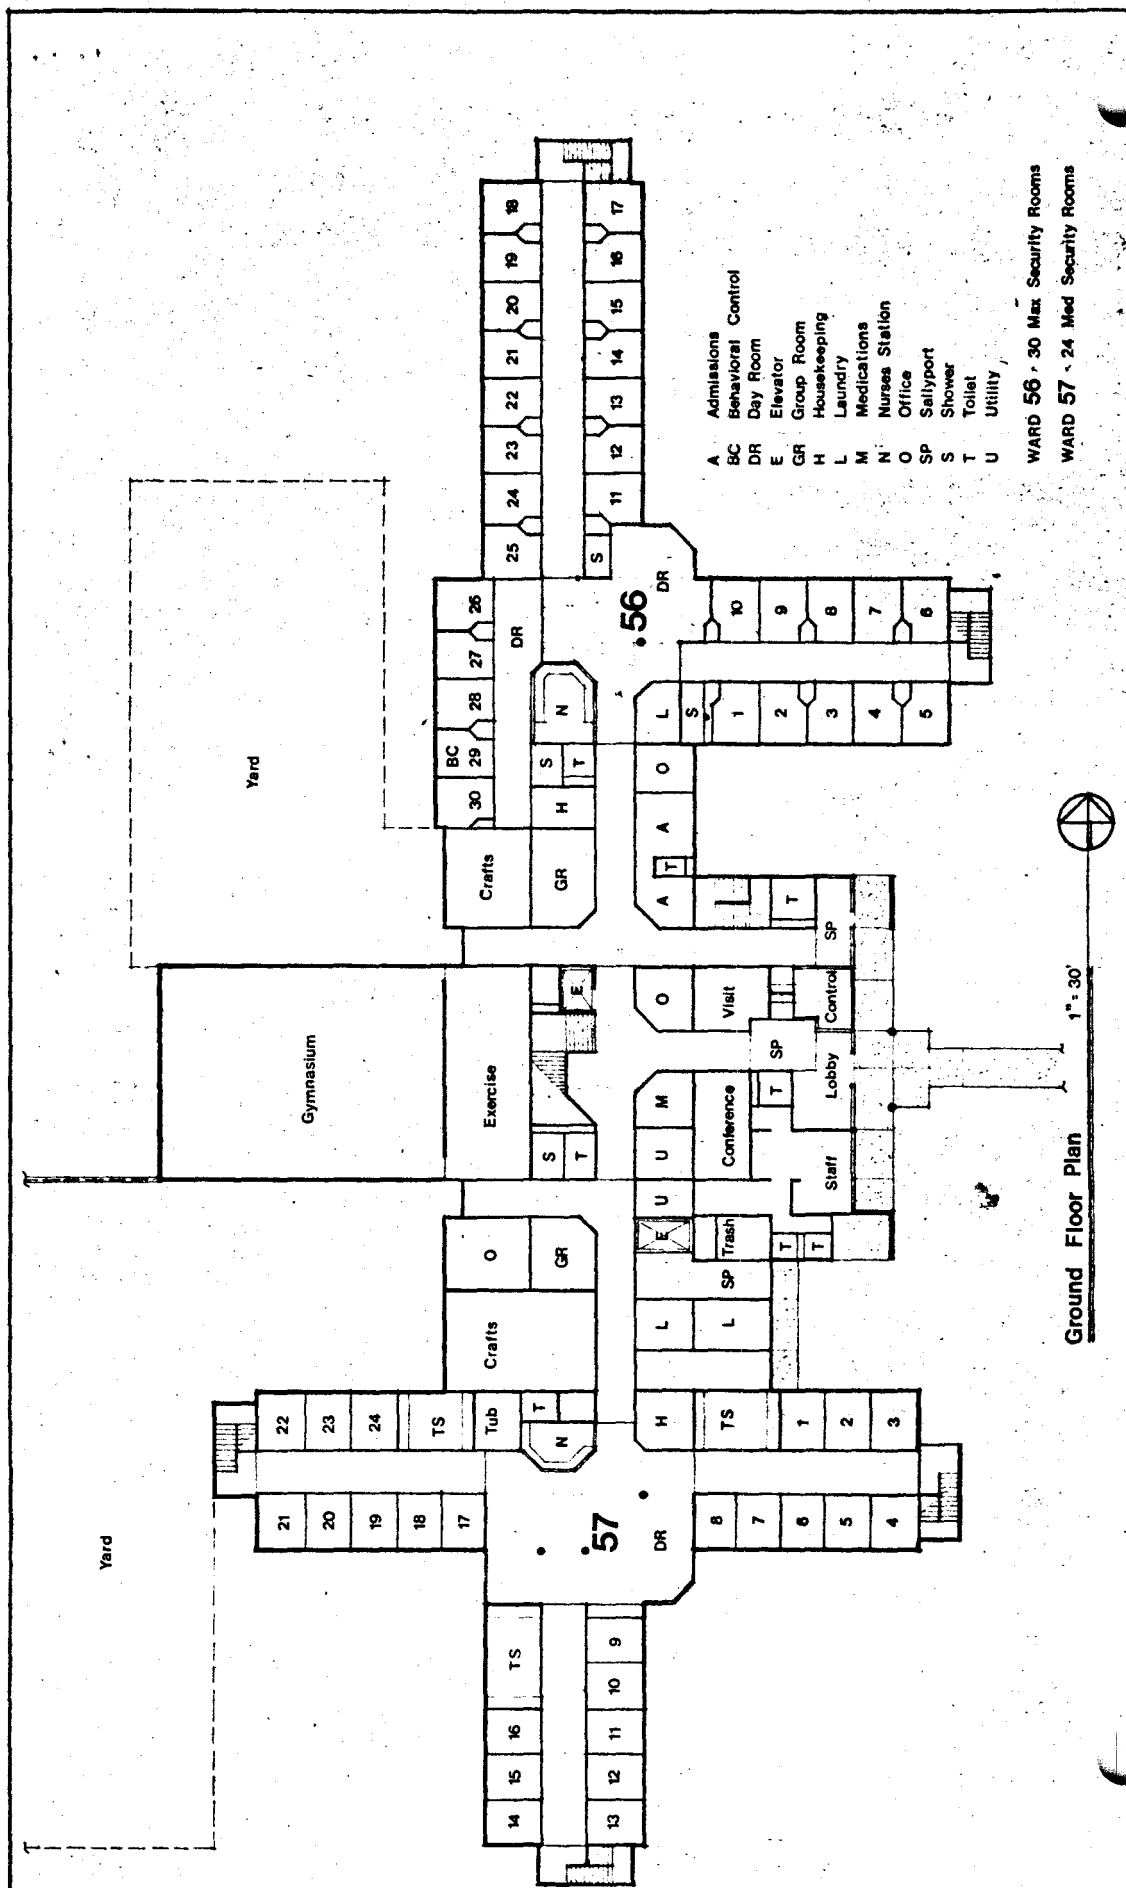 Yard
Yard
Gymnasium
22
23
24
TS
Tub
T
N
21
20
19
18
17
Crafts
O
GR
Exercise
S
T
E
Crafts
GR
30
29
BC
28
27
26
DR
H
S
T
N
25
24
23
22
21
20
19
18
TS
16
15
14
13
12
11
10
9
57
DR
H
TS
1
2
3
8
7
6
5
4
L
L
SP
E
Trash
U
U
M
Conference
T
T
T
Staff
Lobby
SP
O
Visit
Control
SP
T
A
T
A
O
L
S
1
2
3
4
5
56
DR
S
10
9
8
7
6
11
12
13
14
15
16
17
A Admissions
BC Behavioral Control
DR Day Room
E Elevator
GR Group Room
H Housekeeping
L Laundry
M Medications
N Nurses Station
O Office
SP Sallyport
S Shower
T Toilet
U Utility
WARD 56 - 30 Max Security Rooms
WARD 57 - 24 Med Security Rooms
Ground Floor Plan 1" = 30'